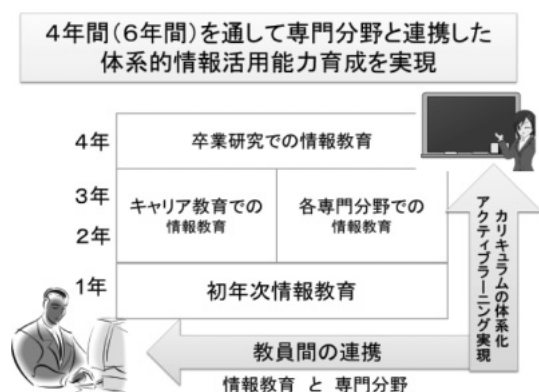 4年間(6年間)を通して専門分野と連携した
体系的情報活用能力育成を実現
4年
卒業研究での情報教育
3年
2年
キャリア教育での
情報教育
各専門分野での
情報教育
1年
初年次情報教育
カリキュラムの体系化
アクティブラーニング実現
教員間の連携
情報教育 と 専門分野